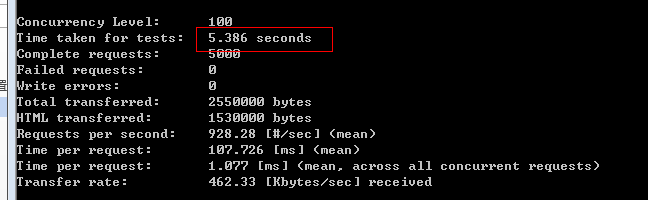 Concurrency Level: 100
Time taken for tests: 5.386 seconds
Complete requests: 5000
Failed requests: 0
Write errors: 0
Total transferred: 2550000 bytes
HTML transferred: 1530000 bytes
Requests per second: 928.28 [#/sec] (mean)
Time per request: 107.726 [ms] (mean)
Time per request: 1.077 [ms] (mean, across all concurrent requests)
Transfer rate: 462.33 [Kbytes/sec] received